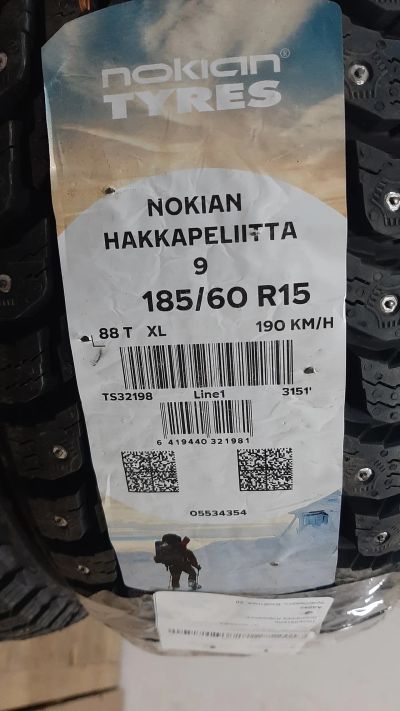 nokian®
TYRES
NOKIAN
HAKKAPELIITTA
9
185/60 R15
88 T XL 190 KM/H
TS32198 Line1 3151'
6 419440 321981
05534354